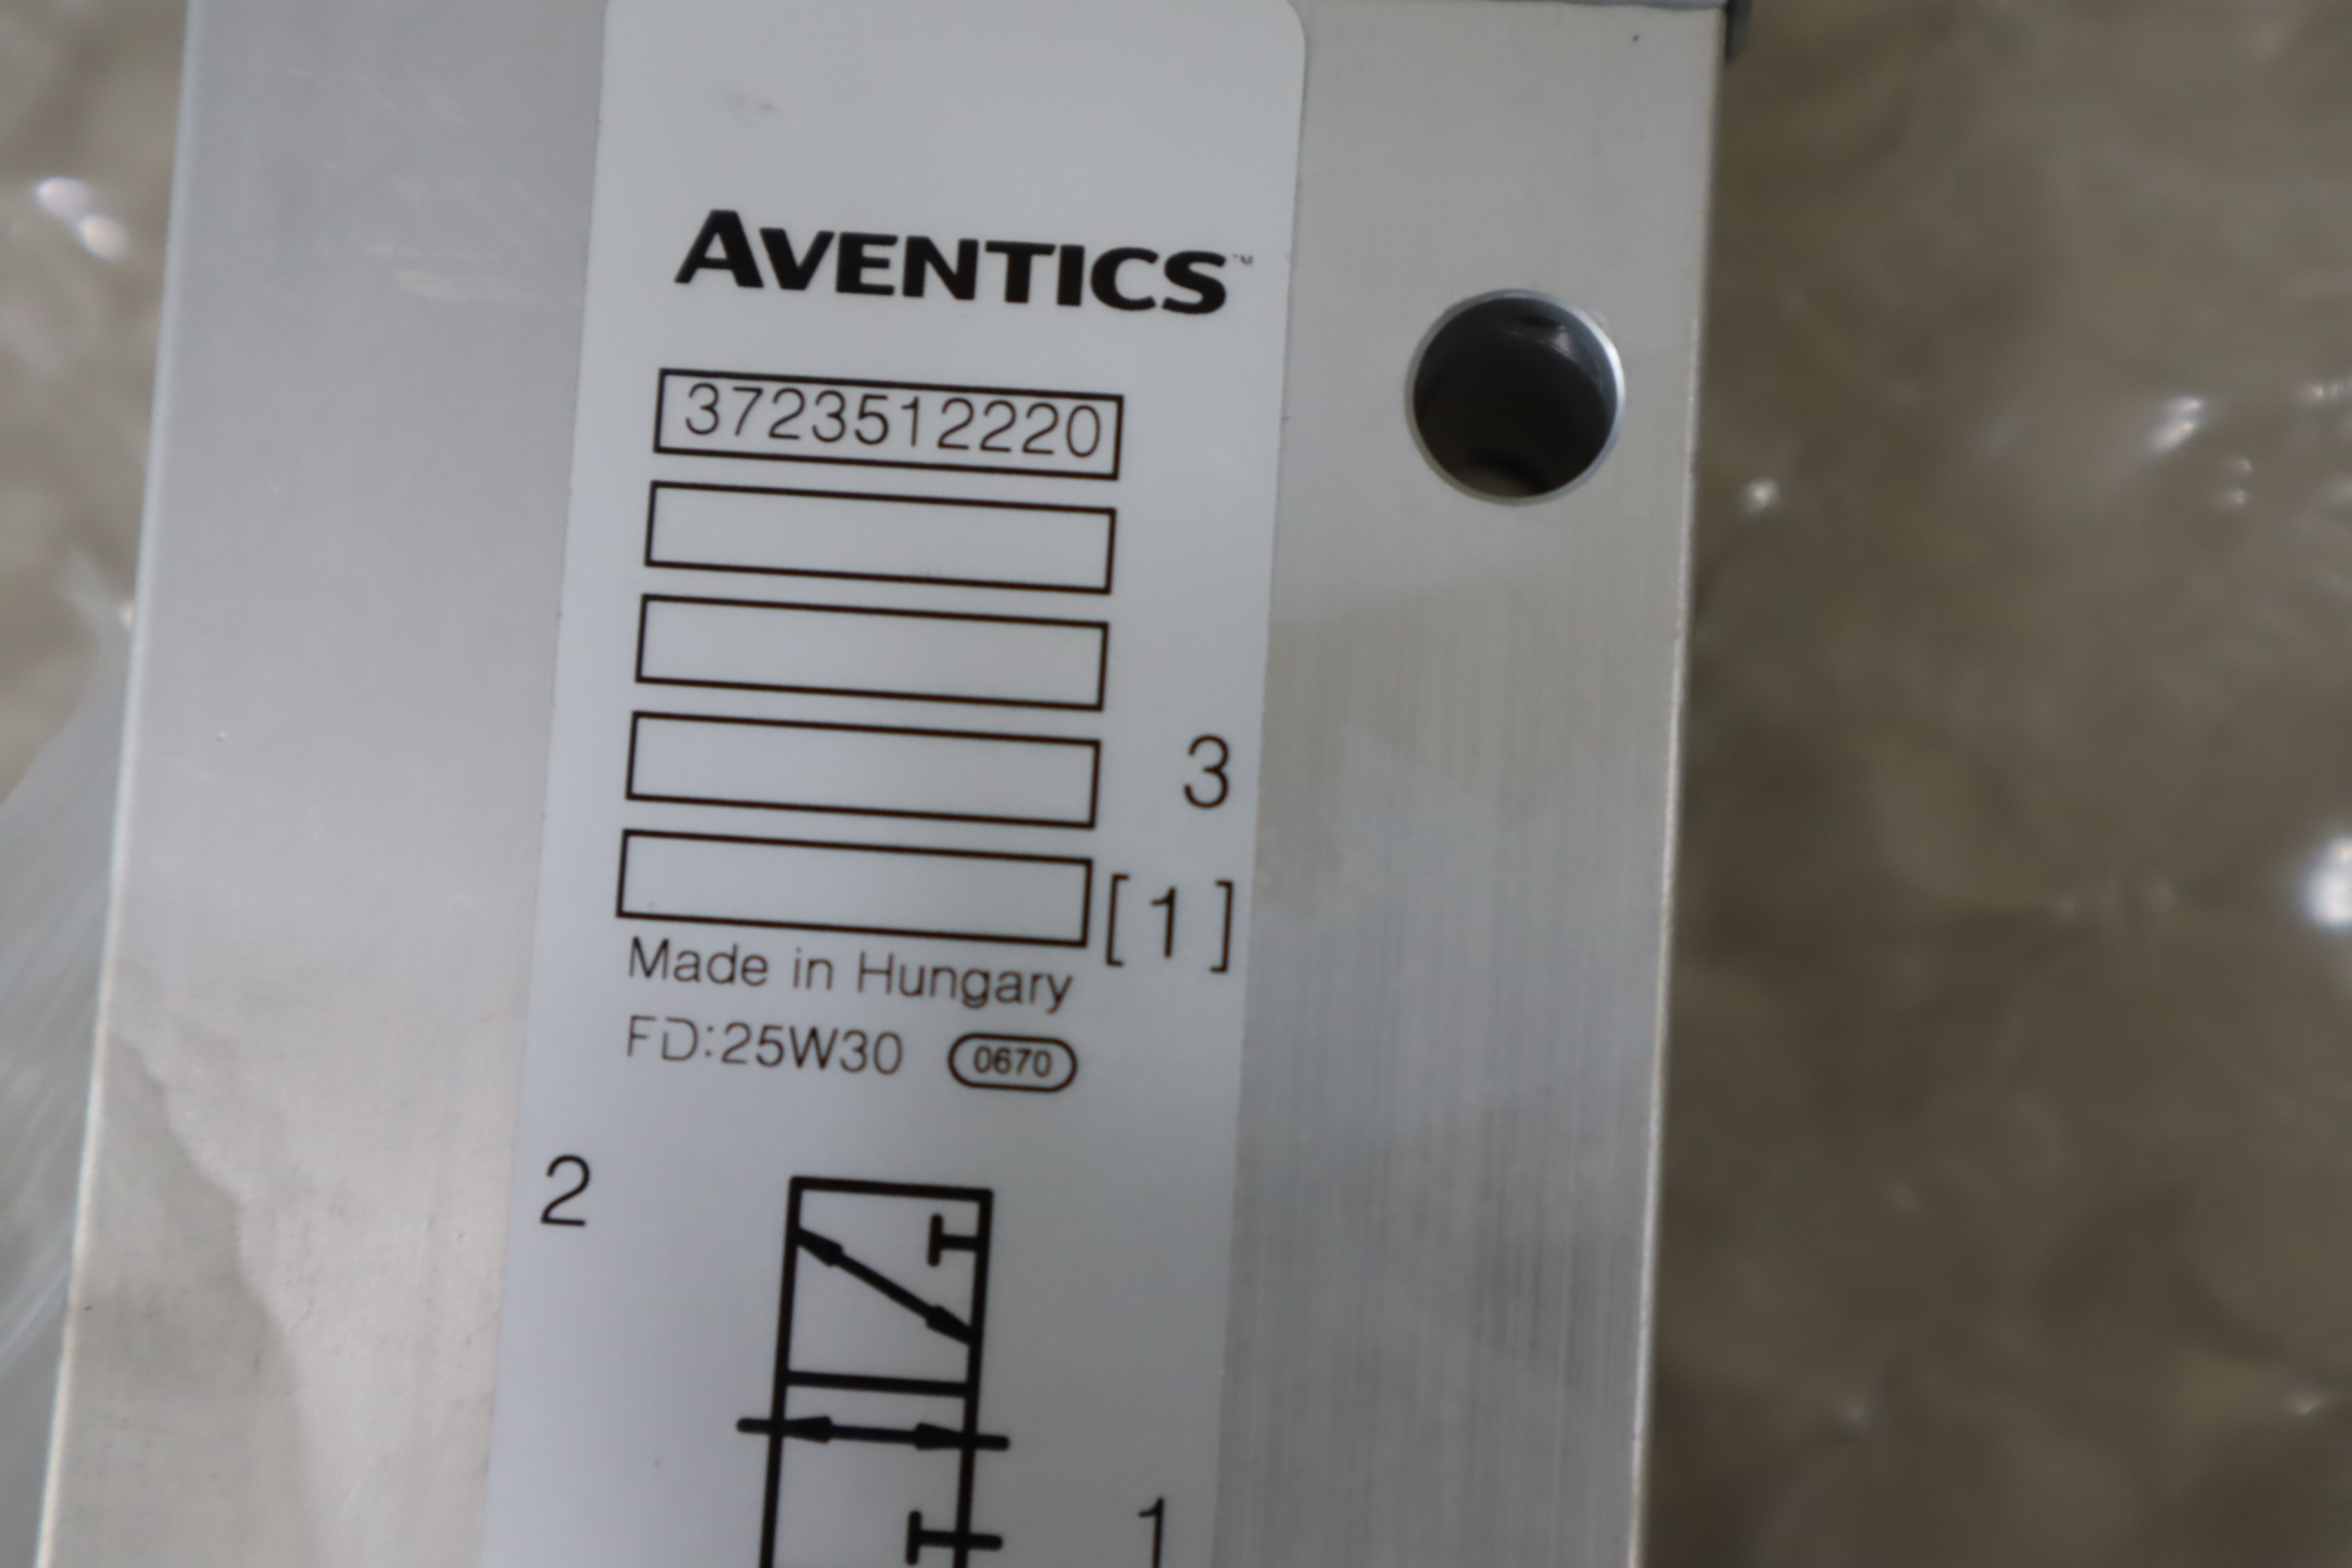 AVENTICS™
3723512220
3
[1]
Made in Hungary
FD:25W30 0670
2
1